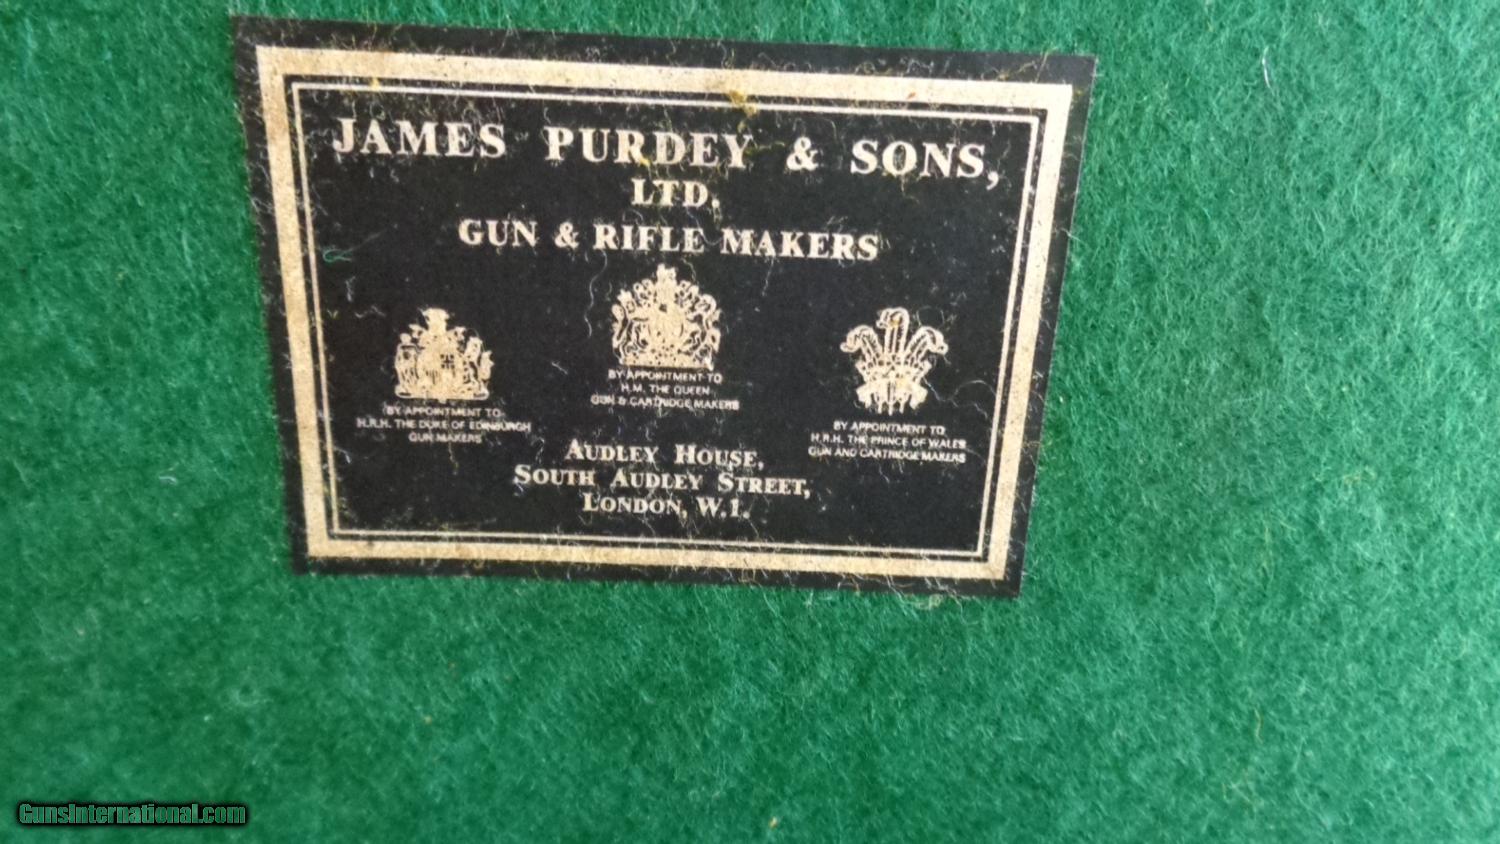 JAMES PURDEY & SONS,
LTD.
GUN & RIFLE MAKERS
BY APPOINTMENT TO
H.R.H. THE DUKE OF EDINBURGH
GUN MAKERS
BY APPOINTMENT TO
H.M. THE QUEEN
GUN & CARTRIDGE MAKERS
BY APPOINTMENT TO
H.R.H. THE PRINCE OF WALES
GUN AND CARTRIDGE MAKERS
AUDLEY HOUSE,
SOUTH AUDLEY STREET,
LONDON, W.1.
GunsInternational.com